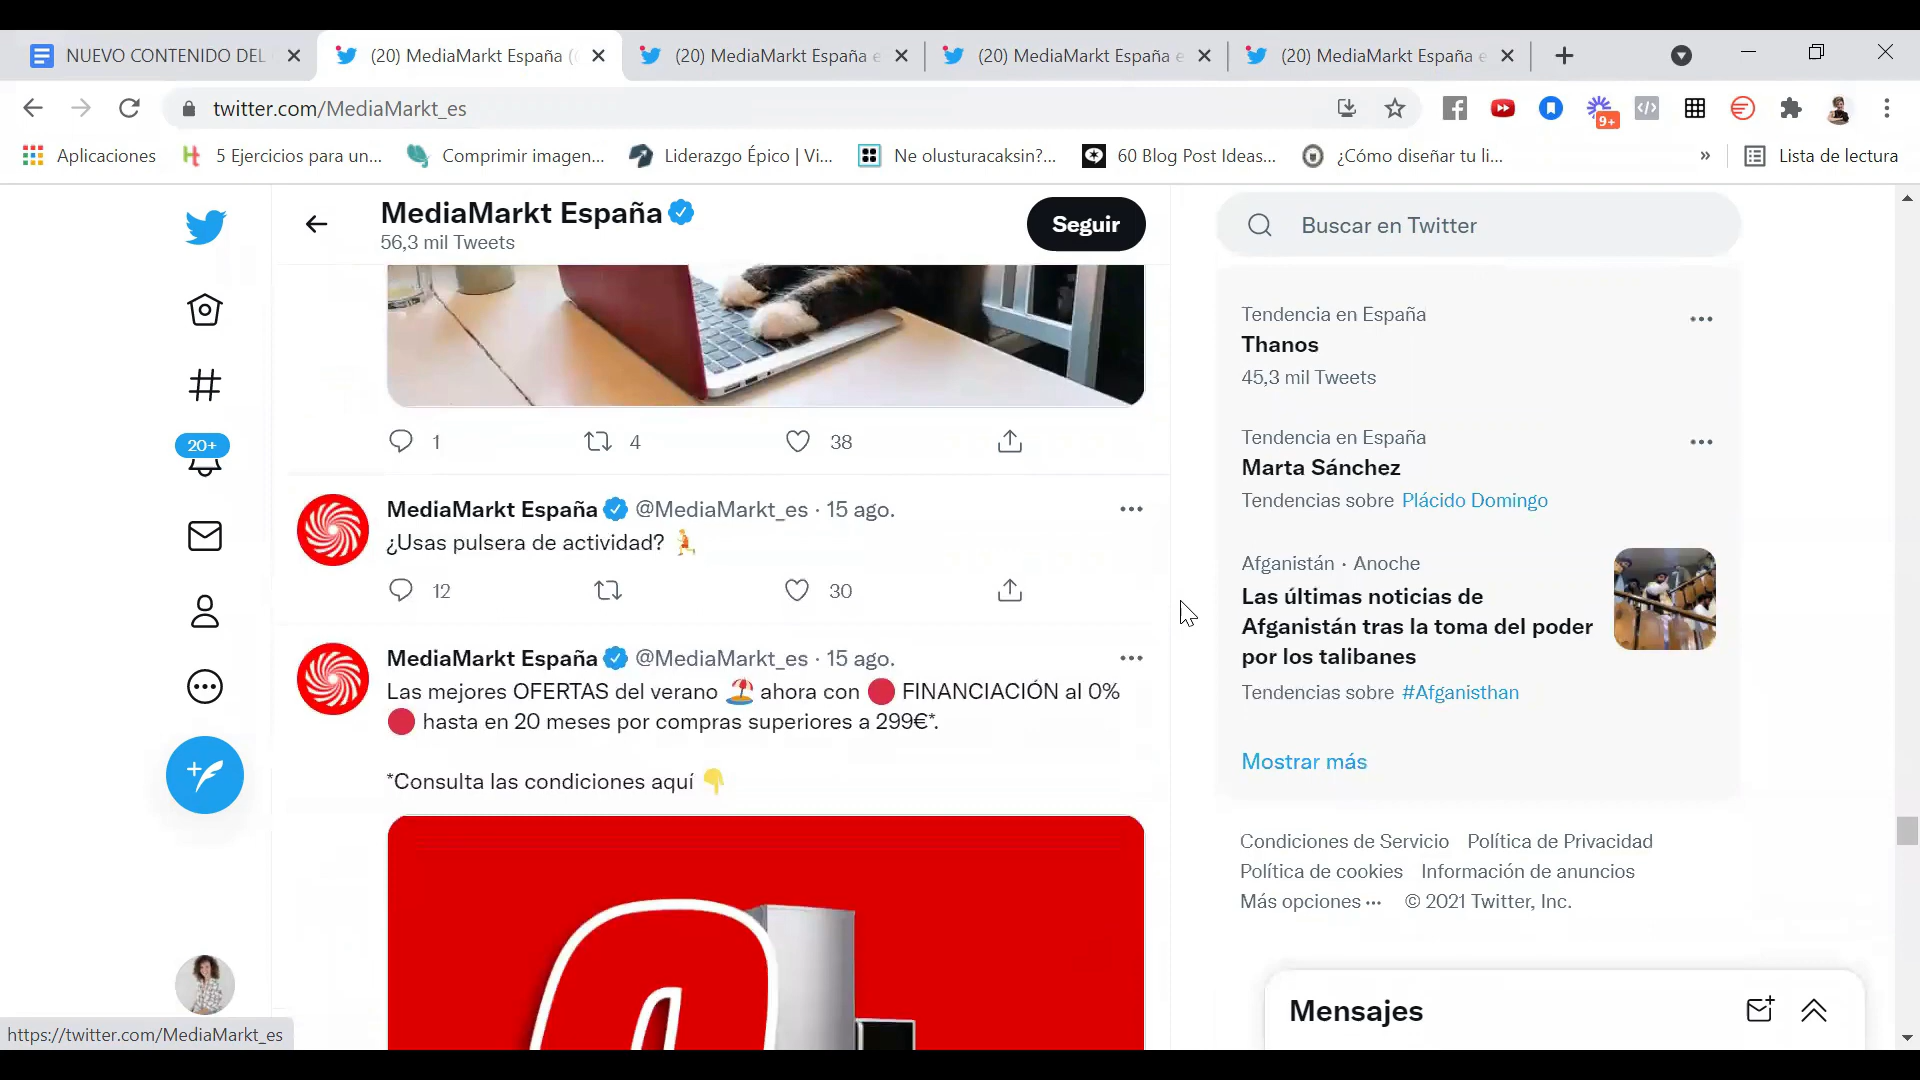 NUEVO CONTENIDO DEL
(20) MediaMarkt España (
(20) MediaMarkt España e
(20) MediaMarkt España e
(20) MediaMarkt España e
twitter.com/MediaMarkt_es
9+
Aplicaciones
5 Ejercicios para un...
Comprimir imagen...
Liderazgo Épico | Vi...
Ne olusturacaksin?...
60 Blog Post Ideas...
¿Cómo diseñar tu li...
»
Lista de lectura
MediaMarkt España
56,3 mil Tweets
Seguir
Buscar en Twitter
20+
1
4
38
MediaMarkt España @MediaMarkt_es · 15 ago.
¿Usas pulsera de actividad? 🏃
12
30
MediaMarkt España @MediaMarkt_es · 15 ago.
Las mejores OFERTAS del verano 🏖️ ahora con 🔴 FINANCIACIÓN al 0%
🔴 hasta en 20 meses por compras superiores a 299€*.
*Consulta las condiciones aquí 👇
Tendencia en España
Thanos
45,3 mil Tweets
Tendencia en España
Marta Sánchez
Tendencias sobre Plácido Domingo
Afganistán · Anoche
Las últimas noticias de
Afganistán tras la toma del poder
por los talibanes
Tendencias sobre #Afganisthan
Mostrar más
Condiciones de Servicio Política de Privacidad
Política de cookies Información de anuncios
Más opciones ··· © 2021 Twitter, Inc.
Mensajes
https://twitter.com/MediaMarkt_es